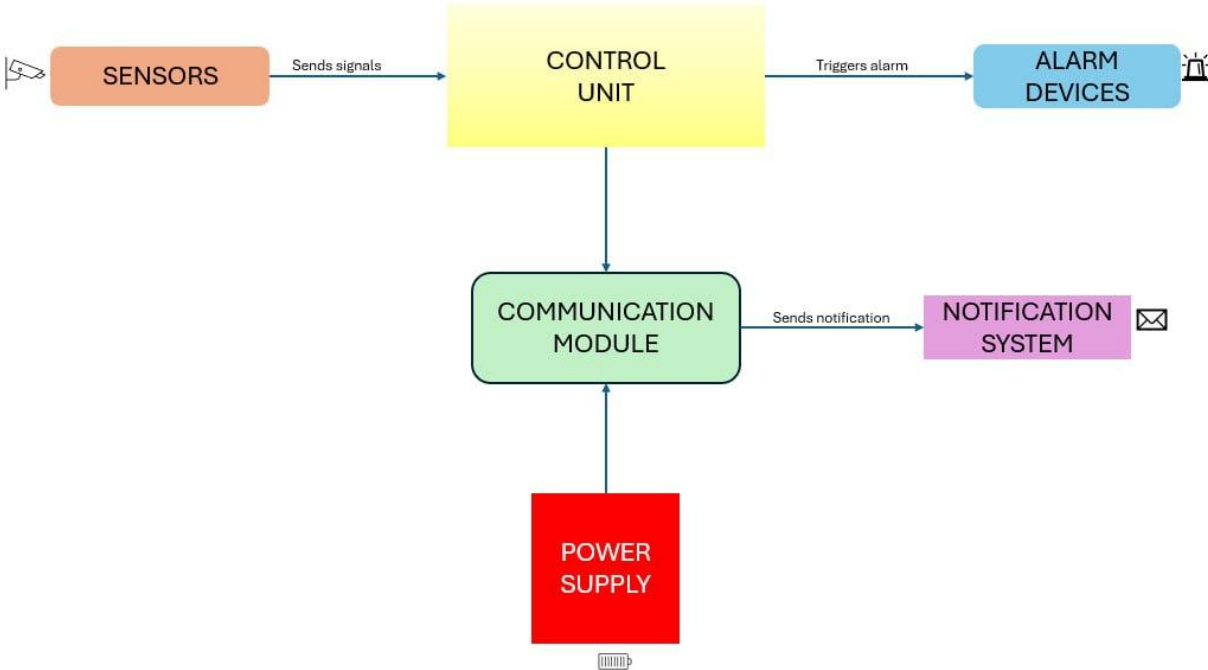 SENSORS
Sends signals
CONTROL
UNIT
Triggers alarm
ALARM
DEVICES
COMMUNICATION
MODULE
Sends notification
NOTIFICATION
SYSTEM
POWER
SUPPLY